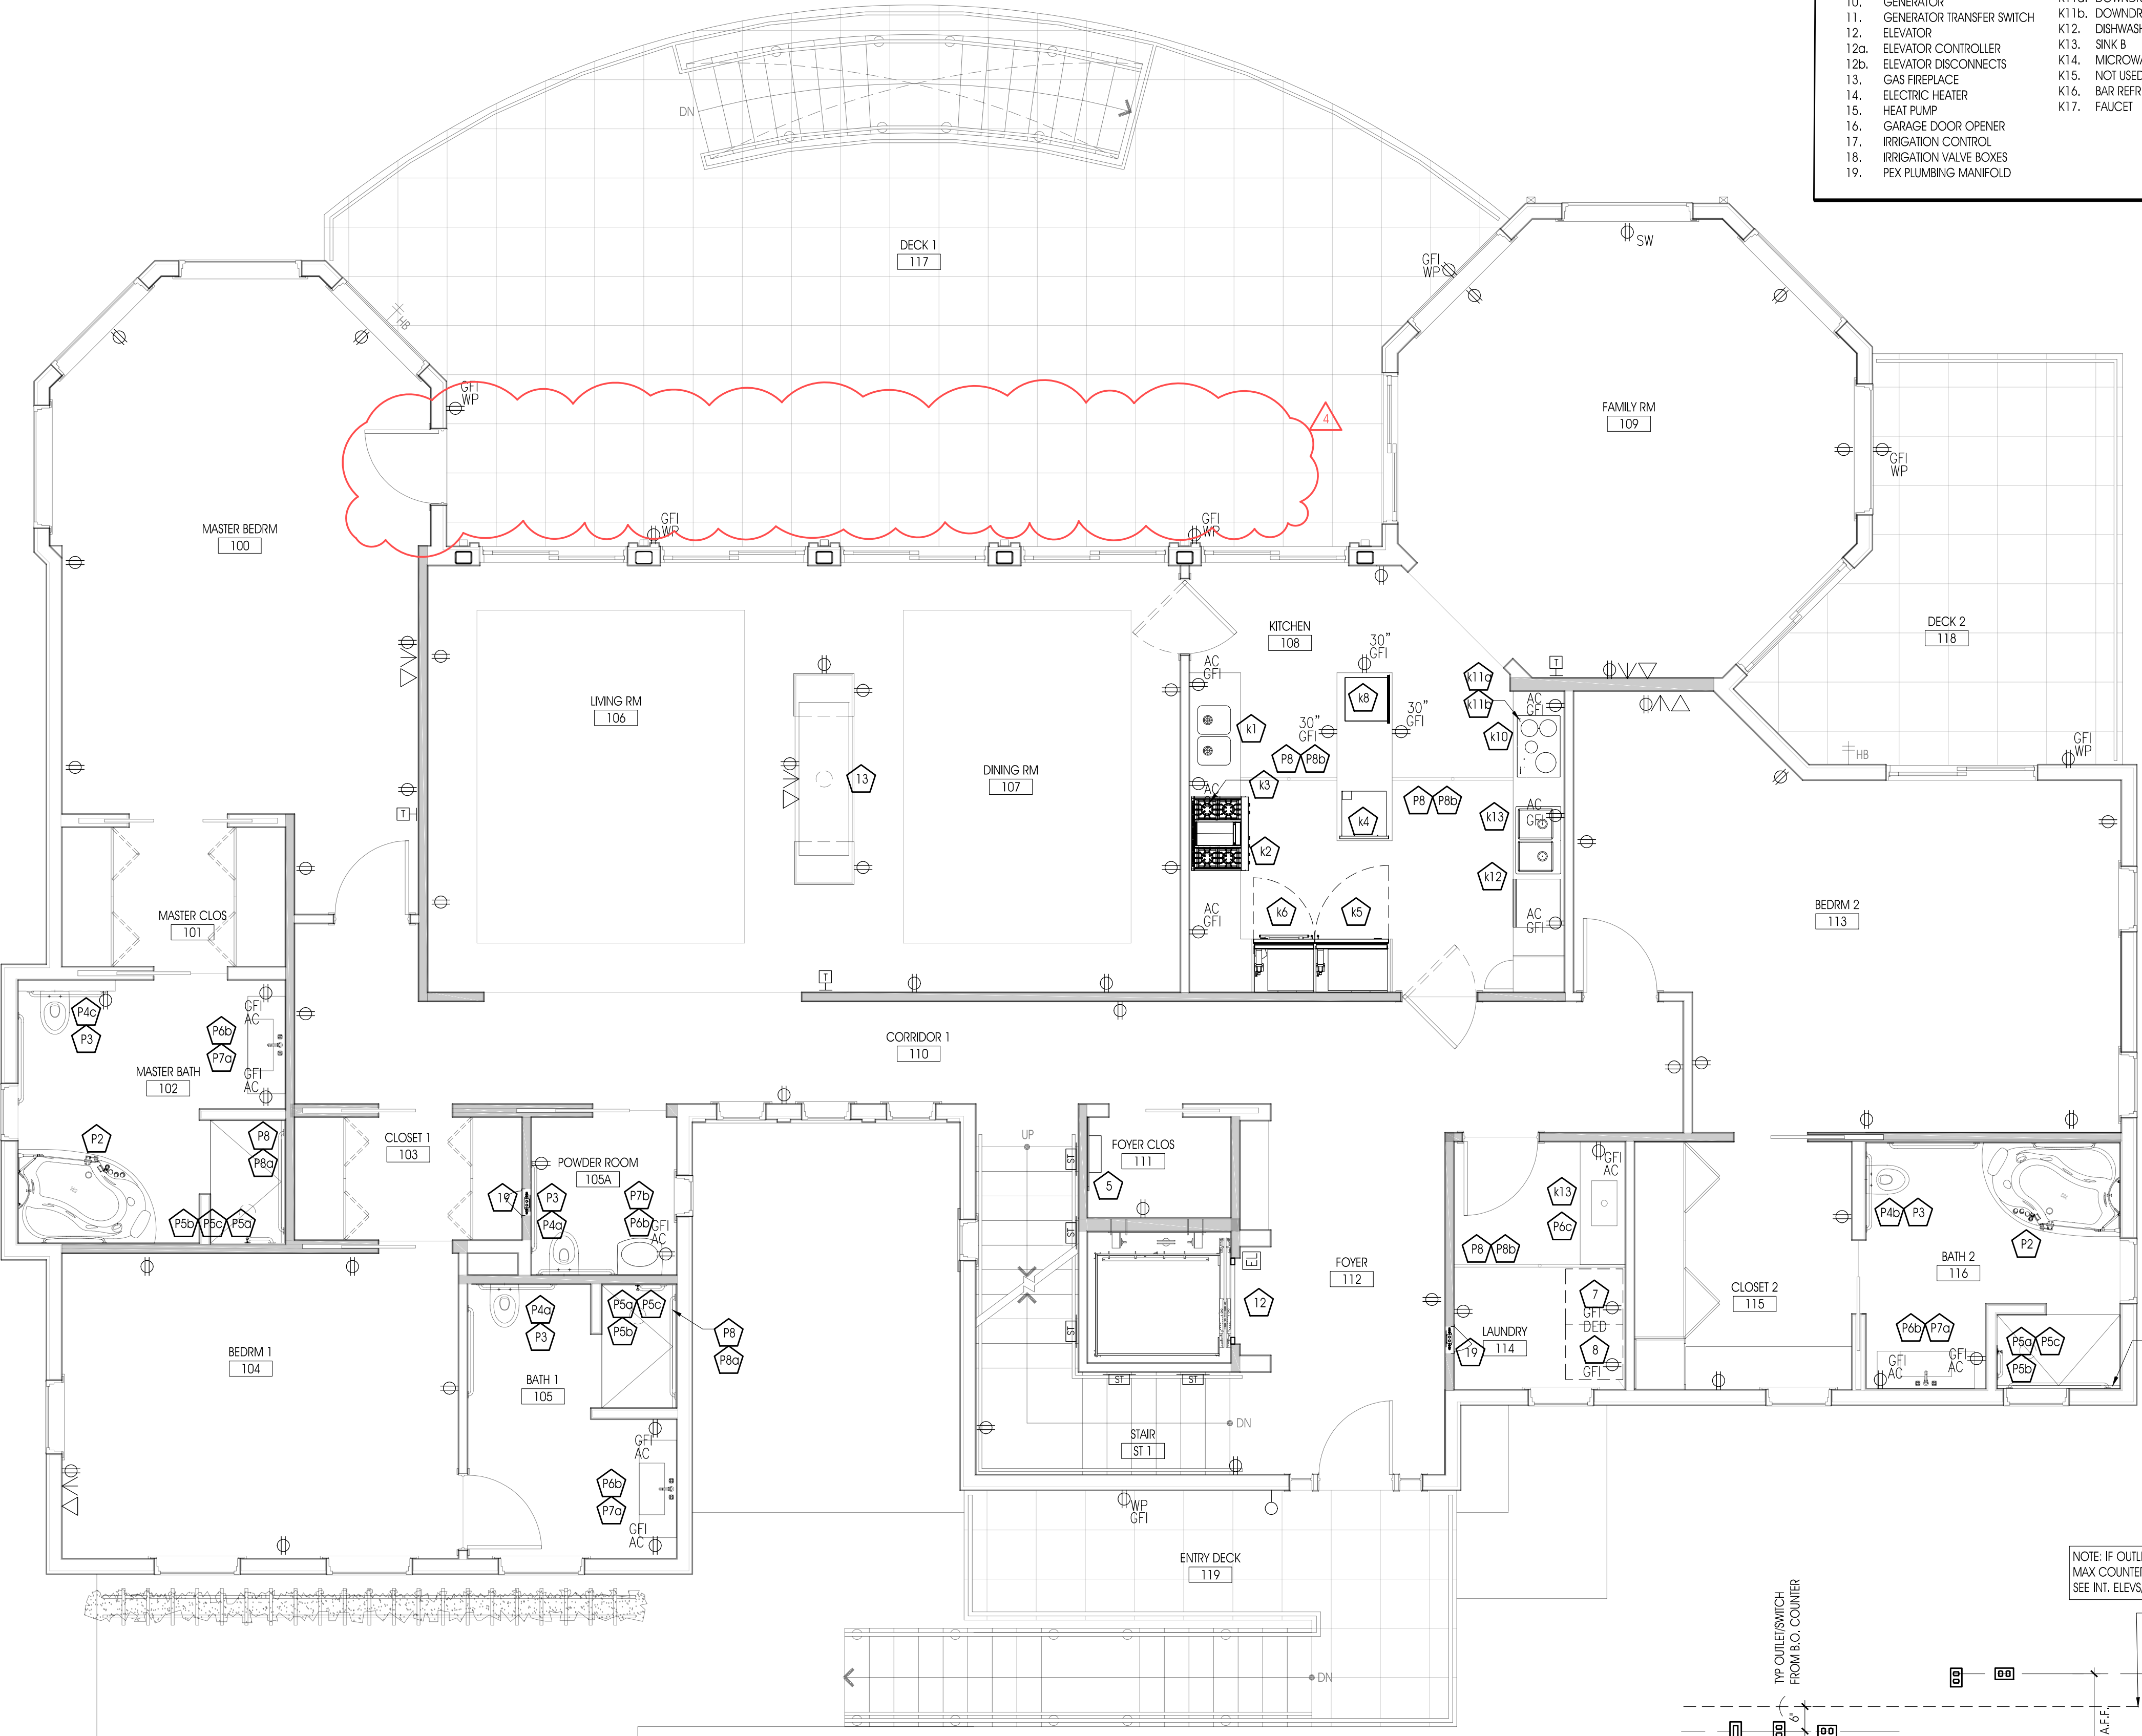 10. GENERATOR
11. GENERATOR TRANSFER SWITCH
12. ELEVATOR
12a. ELEVATOR CONTROLLER
12b. ELEVATOR DISCONNECTS
13. GAS FIREPLACE
14. ELECTRIC HEATER
15. HEAT PUMP
16. GARAGE DOOR OPENER
17. IRRIGATION CONTROL
18. IRRIGATION VALVE BOXES
19. PEX PLUMBING MANIFOLD
K11b. DOWNDR
K12. DISHWASH
K13. SINK B
K14. MICROWA
K15. NOT USED
K16. BAR REFR
K17. FAUCET
DN
DECK 1
117
SW
GFI
WP
HB
GFI
WP
4
FAMILY RM
109
GFI
WP
MASTER BEDRM
100
GFI
WP
GFI
WP
DECK 2
118
KITCHEN
108
30"
GFI
T
AC
GFI
k11a
k11b
AC
GFI
LIVING RM
106
k8
k1
30"
GFI
30"
GFI
k10
P8
P8b
GFI
WP
HB
DINING RM
107
13
k3
AC
T
P8
P8b
k4
k13
AC
GFI
k2
k12
MASTER CLOS
101
AC
GFI
k6
k5
AC
GFI
BEDRM 2
113
T
P4c
P3
GFI
AC
P6b
P7a
CORRIDOR 1
110
MASTER BATH
102
GFI
AC
P2
P8
P8a
CLOSET 1
103
POWDER ROOM
105A
UP
ST
FOYER CLOS
111
5
GFI
AC
19
P3
P4a
P7b
P6b
GFI
AC
k13
P6c
P4b
P3
P2
P5b
P5c
P5a
ST
P8
P8b
BATH 2
116
EL
FOYER
112
12
CLOSET 2
115
P4a
P3
P5a
P5c
P5b
P8
P8a
ST
7
GFI
DED
8
GFI
LAUNDRY
114
19
P6b
P7a
P5a
P5c
P5b
BEDRM 1
104
BATH 1
105
GFI
AC
GFI
AC
ST
ST
DN
STAIR
ST 1
GFI
AC
P6b
P7a
GFI
AC
WP
GFI
ENTRY DECK
119
DN
NOTE: IF OUTL
MAX COUNTE
SEE INT. ELEVS
TYP OUTLET/SWITCH
FROM B.O. COUNTER
6"
A.F.F.